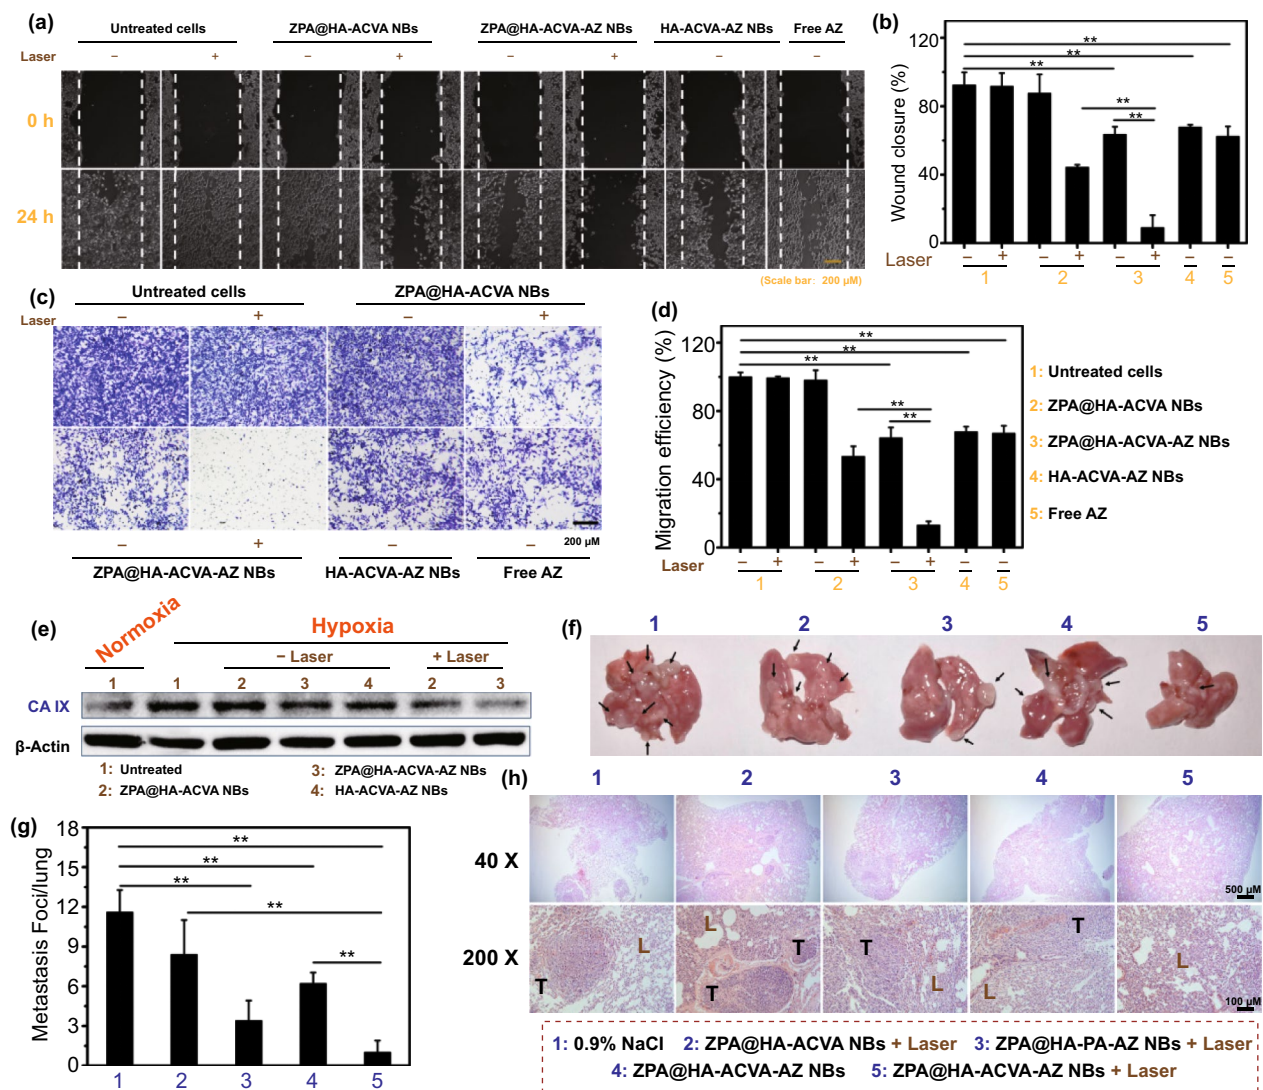 (a)
Untreated cells ZPA@HA-ACVA NBs ZPA@HA-ACVA-AZ NBs HA-ACVA-AZ NBs Free AZ
Laser − + − + − + − −
0 h
24 h
(Scale bar: 200 μM)
(b)
Wound closure (%)
120
80
40
0
** ** ** ** **
Laser − + − + − + − −
1 2 3 4 5
(c)
Untreated cells ZPA@HA-ACVA NBs
Laser − + − +
− + − − 200 μM
ZPA@HA-ACVA-AZ NBs HA-ACVA-AZ NBs Free AZ
(d)
Migration efficiency (%)
120
80
40
0
** ** ** ** **
Laser − + − + − + − −
1 2 3 4 5
1: Untreated cells
2: ZPA@HA-ACVA NBs
3: ZPA@HA-ACVA-AZ NBs
4: HA-ACVA-AZ NBs
5: Free AZ
(e)
Normoxia Hypoxia
− Laser + Laser
1 1 2 3 4 2 3
CA IX
β-Actin
1: Untreated 3: ZPA@HA-ACVA-AZ NBs
2: ZPA@HA-ACVA NBs 4: HA-ACVA-AZ NBs
(f)
1 2 3 4 5
(g)
Metastasis Foci/lung
18
15
12
9
6
3
0
** ** ** ** **
1 2 3 4 5
(h)
1 2 3 4 5
40 X
500 μM
200 X
T L L T T T L L T L
100 μM
1: 0.9% NaCl 2: ZPA@HA-ACVA NBs + Laser 3: ZPA@HA-PA-AZ NBs + Laser
4: ZPA@HA-ACVA-AZ NBs 5: ZPA@HA-ACVA-AZ NBs + Laser